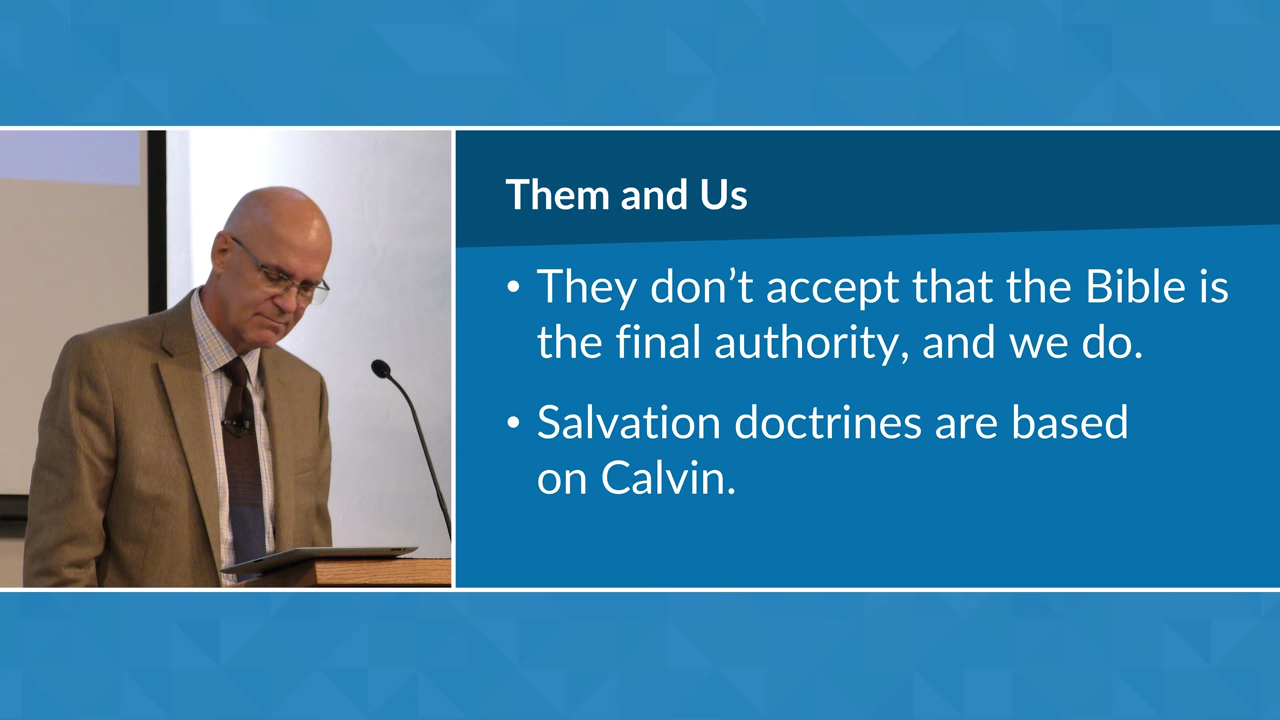 Them and Us
• They don’t accept that the Bible is
the final authority, and we do.
• Salvation doctrines are based
on Calvin.